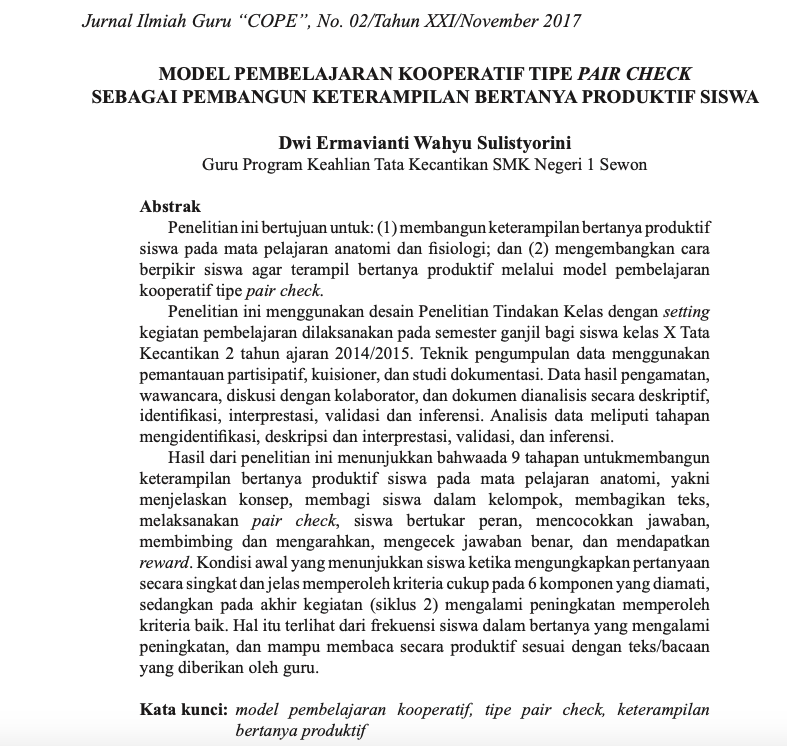 Jurnal Ilmiah Guru “COPE”, No. 02/Tahun XXI/November 2017
MODEL PEMBELAJARAN KOOPERATIF TIPE PAIR CHECK
SEBAGAI PEMBANGUN KETERAMPILAN BERTANYA PRODUKTIF SISWA
Dwi Ermavianti Wahyu Sulistyorini
Guru Program Keahlian Tata Kecantikan SMK Negeri 1 Sewon
Abstrak
Penelitian ini bertujuan untuk: (1) membangun keterampilan bertanya produktif
siswa pada mata pelajaran anatomi dan fisiologi; dan (2) mengembangkan cara
berpikir siswa agar terampil bertanya produktif melalui model pembelajaran
kooperatif tipe pair check.
Penelitian ini menggunakan desain Penelitian Tindakan Kelas dengan setting
kegiatan pembelajaran dilaksanakan pada semester ganjil bagi siswa kelas X Tata
Kecantikan 2 tahun ajaran 2014/2015. Teknik pengumpulan data menggunakan
pemantauan partisipatif, kuisioner, dan studi dokumentasi. Data hasil pengamatan,
wawancara, diskusi dengan kolaborator, dan dokumen dianalisis secara deskriptif,
identifikasi, interprestasi, validasi dan inferensi. Analisis data meliputi tahapan
mengidentifikasi, deskripsi dan interprestasi, validasi, dan inferensi.
Hasil dari penelitian ini menunjukkan bahwaada 9 tahapan untukmembangun
keterampilan bertanya produktif siswa pada mata pelajaran anatomi, yakni
menjelaskan konsep, membagi siswa dalam kelompok, membagikan teks,
melaksanakan pair check, siswa bertukar peran, mencocokkan jawaban,
membimbing dan mengarahkan, mengecek jawaban benar, dan mendapatkan
reward. Kondisi awal yang menunjukkan siswa ketika mengungkapkan pertanyaan
secara singkat dan jelas memperoleh kriteria cukup pada 6 komponen yang diamati,
sedangkan pada akhir kegiatan (siklus 2) mengalami peningkatan memperoleh
kriteria baik. Hal itu terlihat dari frekuensi siswa dalam bertanya yang mengalami
peningkatan, dan mampu membaca secara produktif sesuai dengan teks/bacaan
yang diberikan oleh guru.
Kata kunci: model pembelajaran kooperatif, tipe pair check, keterampilan
bertanya produktif